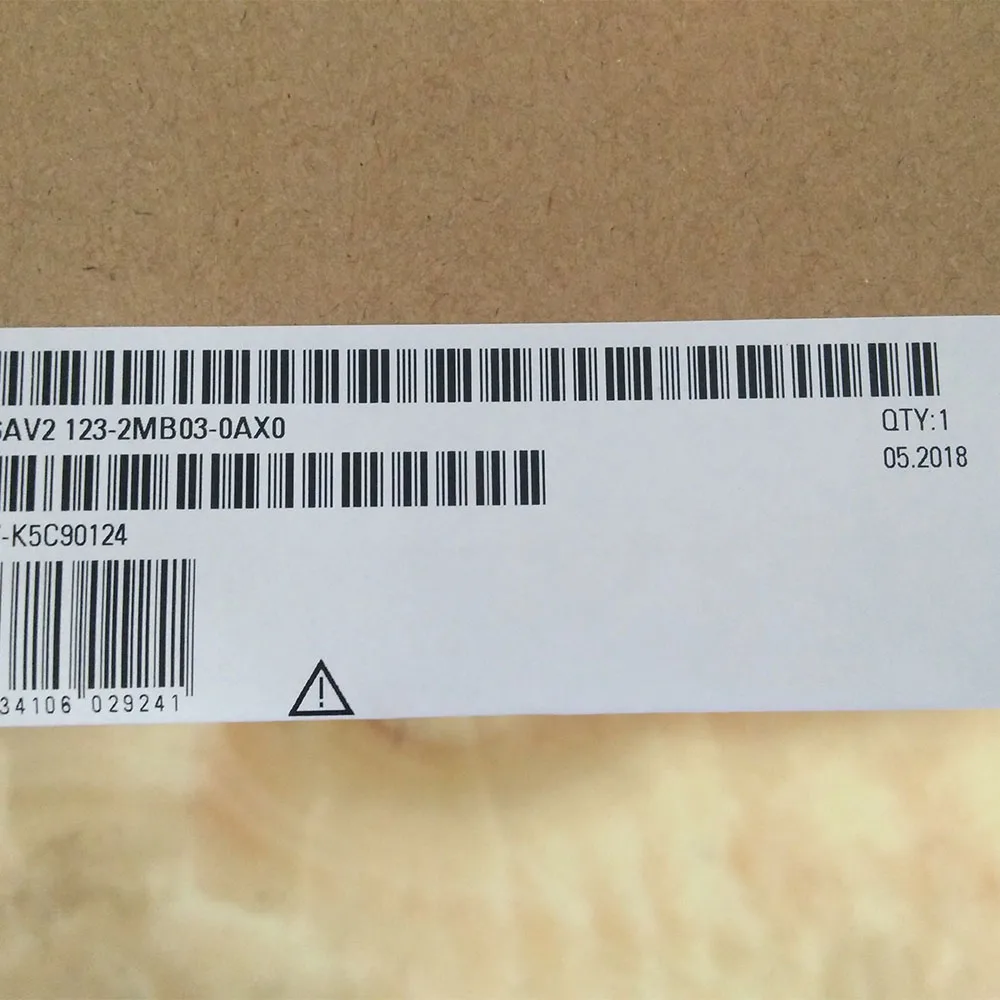 6AV2 123-2MB03-0AX0
QTY:1
05.2018
-K5C90124
34106 029241